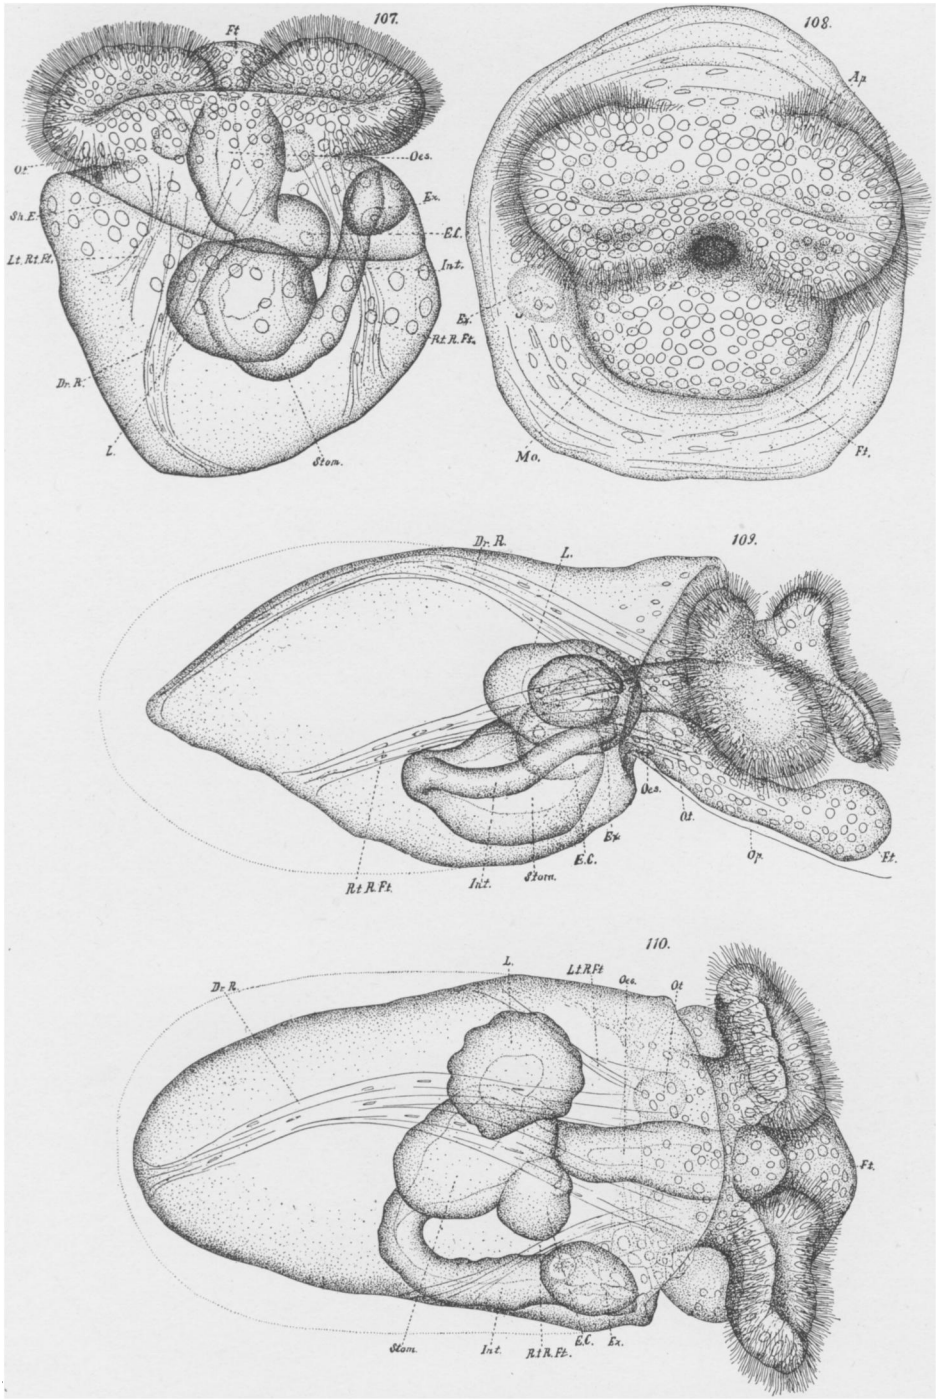 107.
Ft
Ot
Oes.
Sh.E.
Ex.
E.C.
Lt.Rt.Ft.
Int.
Rt.R.Ft.
Dr.R.
L.
Stom.
108.
Ap.
Ex.
Mo.
Ft.
109.
Dr.R.
L.
Oes.
Ot.
Ex.
Op.
Ft.
E.C.
Stom.
Int.
Rt R.Ft.
110.
L.
Lt R Ft
Oes.
Ot
Dr R.
Ft.
Stom.
Int.
Rt R.Ft.
E.C.
Ex.